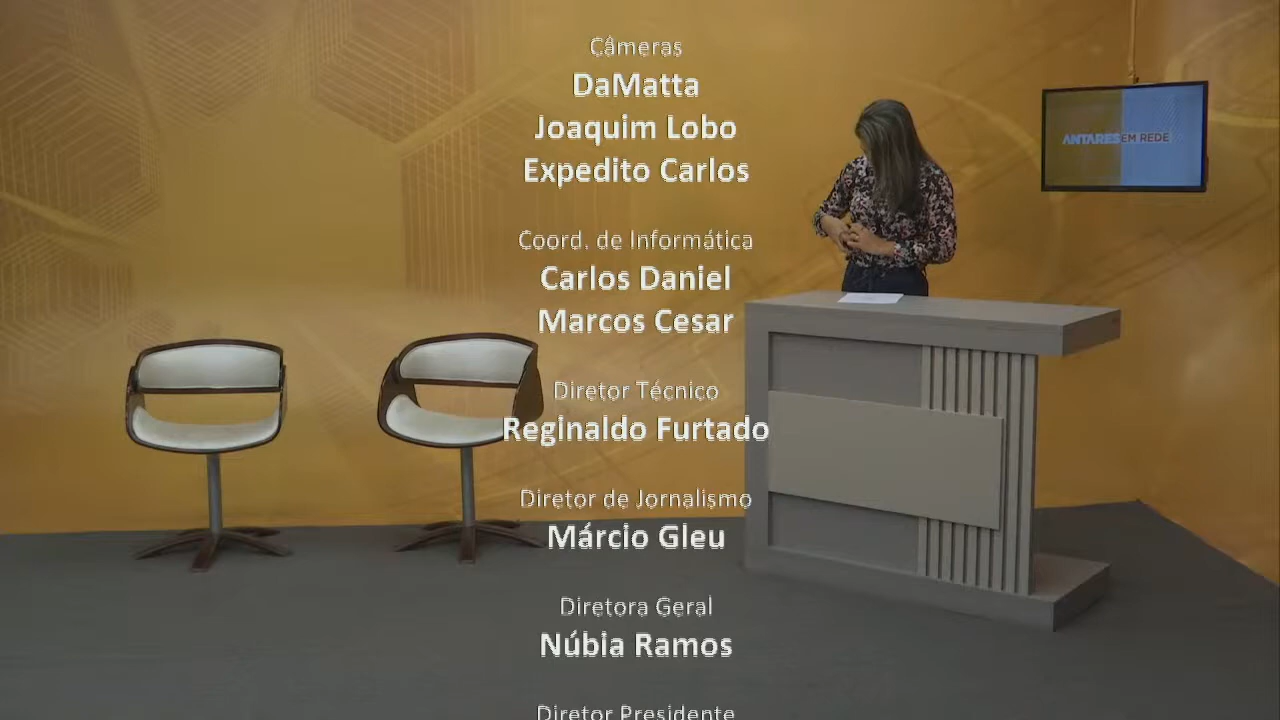 Câmeras
DaMatta
Joaquim Lobo
Expedito Carlos
Coord. de Informática
Carlos Daniel
Marcos Cesar
Diretor Técnico
Reginaldo Furtado
Diretor de Jornalismo
Márcio Gleu
Diretora Geral
Núbia Ramos
Diretor Presidente
ANTARES EM REDE